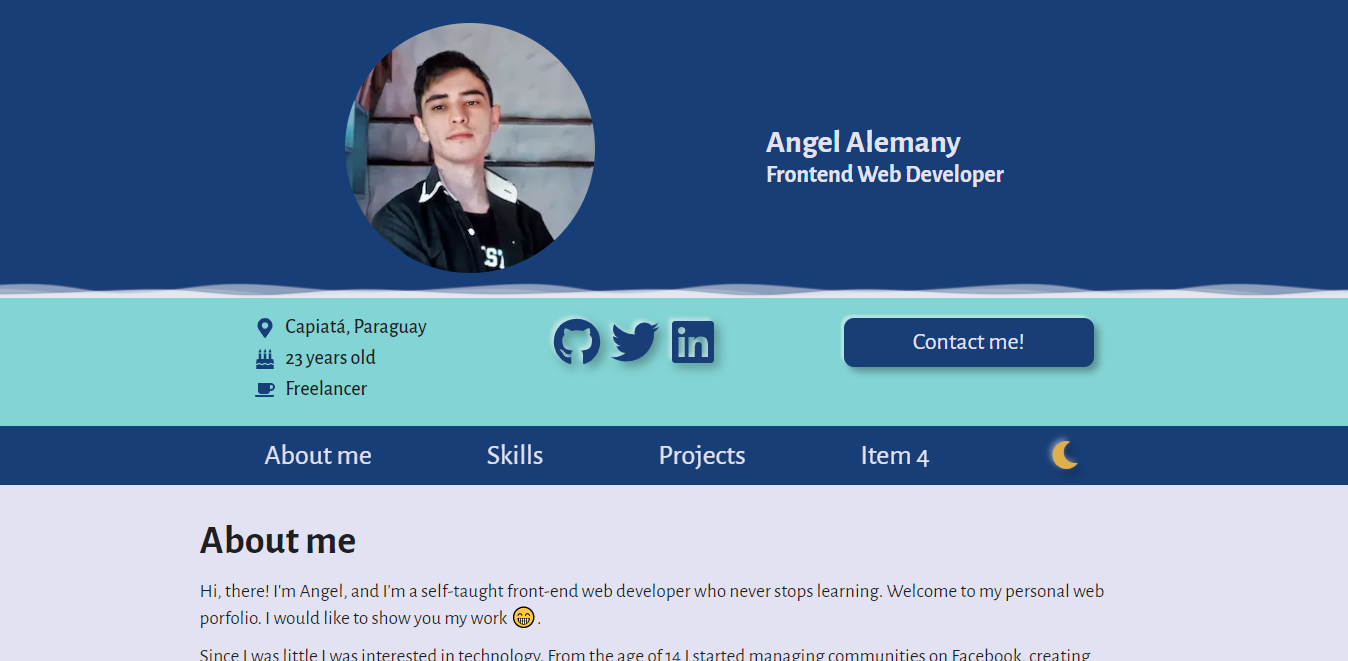 Angel Alemany
Frontend Web Developer
Capiatá, Paraguay
23 years old
Freelancer
in
Contact me!
About me
Skills
Projects
Item 4
About me
Hi, there! I'm Angel, and I'm a self-taught front-end web developer who never stops learning. Welcome to my personal web
porfolio. I would like to show you my work 😁.
Since I was little I was interested in technology. From the age of 14 I started managing communities on Facebook, creating